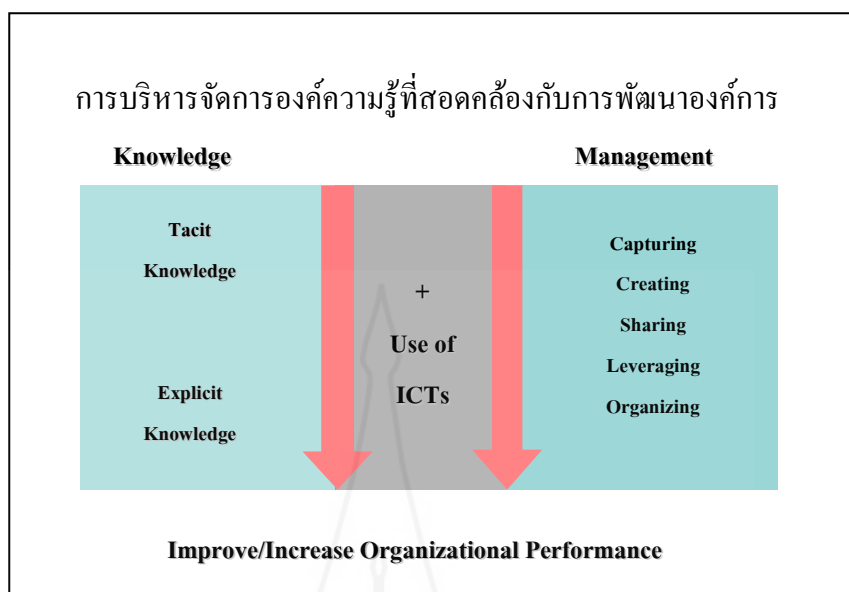 การบริหารจัดการองค์ความรู้ที่สอดคล้องกับการพัฒนาองค์การ
Knowledge
Management
Tacit
Knowledge
Explicit
Knowledge
+
Use of
ICTs
Capturing
Creating
Sharing
Leveraging
Organizing
Improve/Increase Organizational Performance